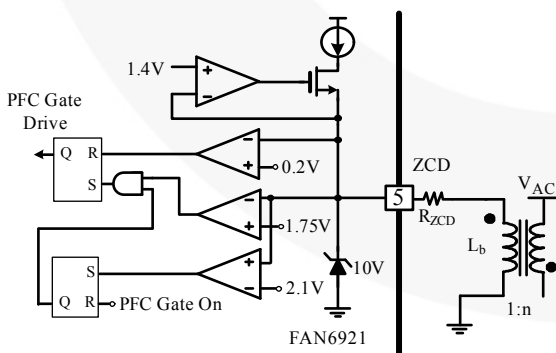 1.4V
PFC Gate
Drive
Q R
S
0.2V
ZCD
5
R_ZCD
V_AC
1.75V
L_b
S
2.1V
10V
Q R
PFC Gate On
1:n
FAN6921
+
−
−
+
−
+
+
−